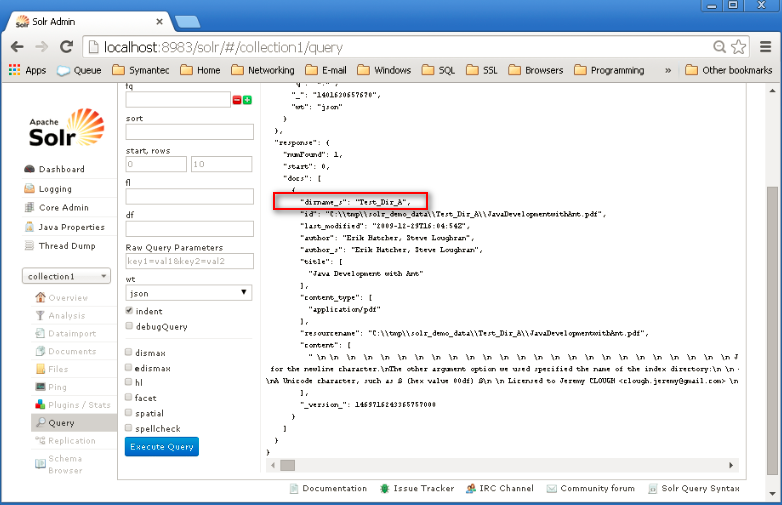 Solr Admin
localhost:8983/solr/#/collection1/query
Apps Queue Symantec Home Networking E-mail Windows SQL SSL Browsers Programming » Other bookmarks
Apache
Solr
Dashboard
Logging
Core Admin
Java Properties
Thread Dump
collection1
Overview
Analysis
Dataimport
Documents
Files
Ping
Plugins / Stats
Query
Replication
Schema
Browser
fq
sort
start, rows
0 10
fl
df
Raw Query Parameters
key1=val1&key2=val2
wt
json
indent
debugQuery
dismax
edismax
hl
facet
spatial
spellcheck
Execute Query
"_": "1401630657670",
"wt": "json"
}
},
"response": {
"numFound": 1,
"start": 0,
"docs": [
{
"dirname_s": "Test_Dir_A",
"id": "C:\\tmp\\solr_demo_data\\Test_Dir_A\\JavaDevelopmentwithAnt.pdf",
"last_modified": "2009-12-29T16:04:54Z",
"author": "Erik Hatcher, Steve Loughran",
"author_s": "Erik Hatcher, Steve Loughran",
"title": [
"Java Development with Ant"
],
"content_type": [
"application/pdf"
],
"resourcename": "C:\\tmp\\solr_demo_data\\Test_Dir_A\\JavaDevelopmentwithAnt.pdf",
"content": [
" \n \n \n \n \n \n \n \n \n \n \n \n \n \n \n \n \n J
for the newline character.\nThe other argument option we used specified the name of the index directory:\n \n
\nA Unicode character, such as (hex value 00df) \n \n Licensed to Jeremy CLOUGH <clough.jeremy@gmail.com> \n
],
"_version_":
}
]
}
}
Documentation Issue Tracker IRC Channel Community forum Solr Query Syntax